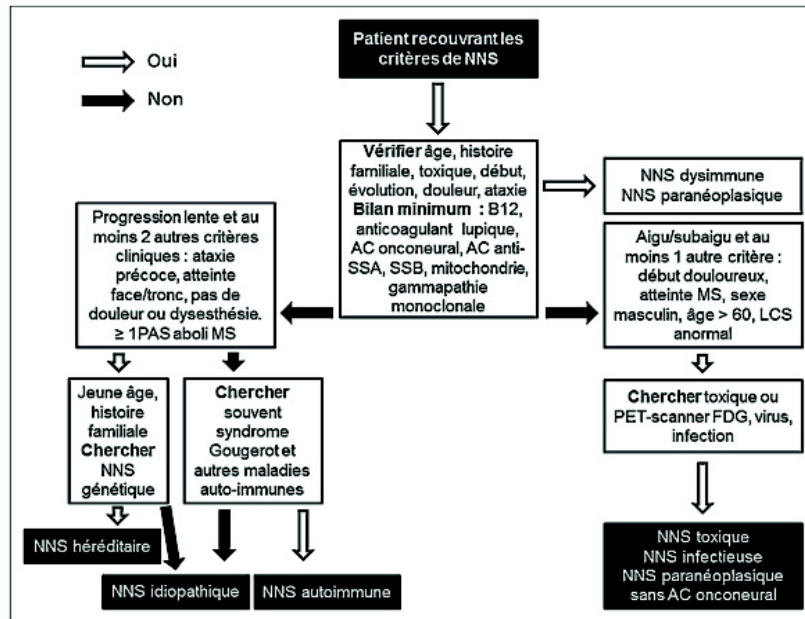 Patient recouvrant les
critères de NNS
Oui
Non
Vérifier âge, histoire
familiale, toxique, début,
évolution, douleur, ataxie
Bilan minimum : B12,
anticoagulant lupique,
AC onconeural, AC anti-
SSA, SSB, mitochondrie,
gammapathie
monoclonale
NNS dysimmune
NNS paranéoplasique
Progression lente et au
moins 2 autres critères
cliniques : ataxie
précoce, atteinte
face/tronc, pas de
douleur ou dysesthésie.
≥ 1PAS aboli MS
Aigu/subaigu et au
moins 1 autre critère :
début douloureux,
atteinte MS, sexe
masculin, âge > 60, LCS
anormal
Jeune âge,
histoire
familiale
Chercher
NNS
génétique
Chercher
souvent
syndrome
Gougerot et
autres maladies
auto-immunes
Chercher toxique ou
PET-scanner FDG, virus,
infection
NNS héréditaire
NNS idiopathique
NNS autoimmune
NNS toxique
NNS infectieuse
NNS paranéoplasique
sans AC onconeural